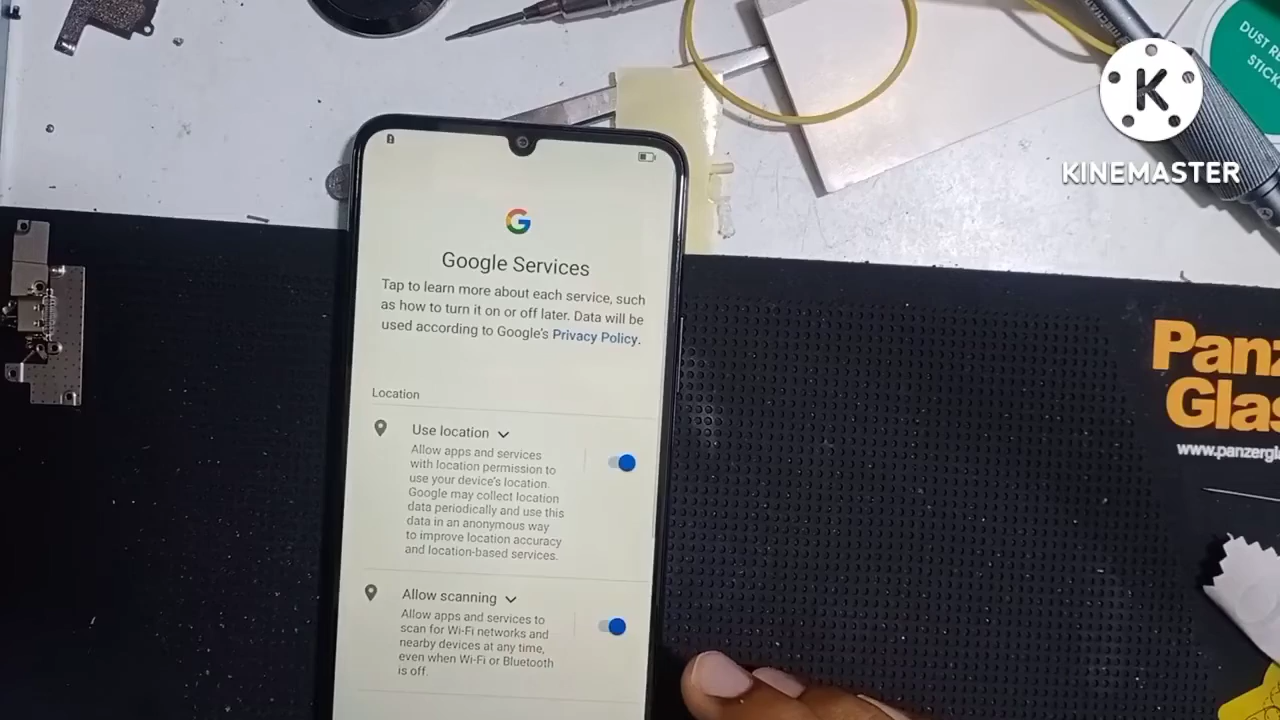 DUST RE
STICK
K
KINEMASTER
G
Google Services
Tap to learn more about each service, such
as how to turn it on or off later. Data will be
used according to Google's Privacy Policy.
Location
Use location
Allow apps and services
with location permission to
use your device's location.
Google may collect location
data periodically and use this
data in an anonymous way
to improve location accuracy
and location-based services.
Allow scanning
Allow apps and services to
scan for Wi-Fi networks and
nearby devices at any time,
even when Wi-Fi or Bluetooth
is off.
Panz
Glas
www.panzergla